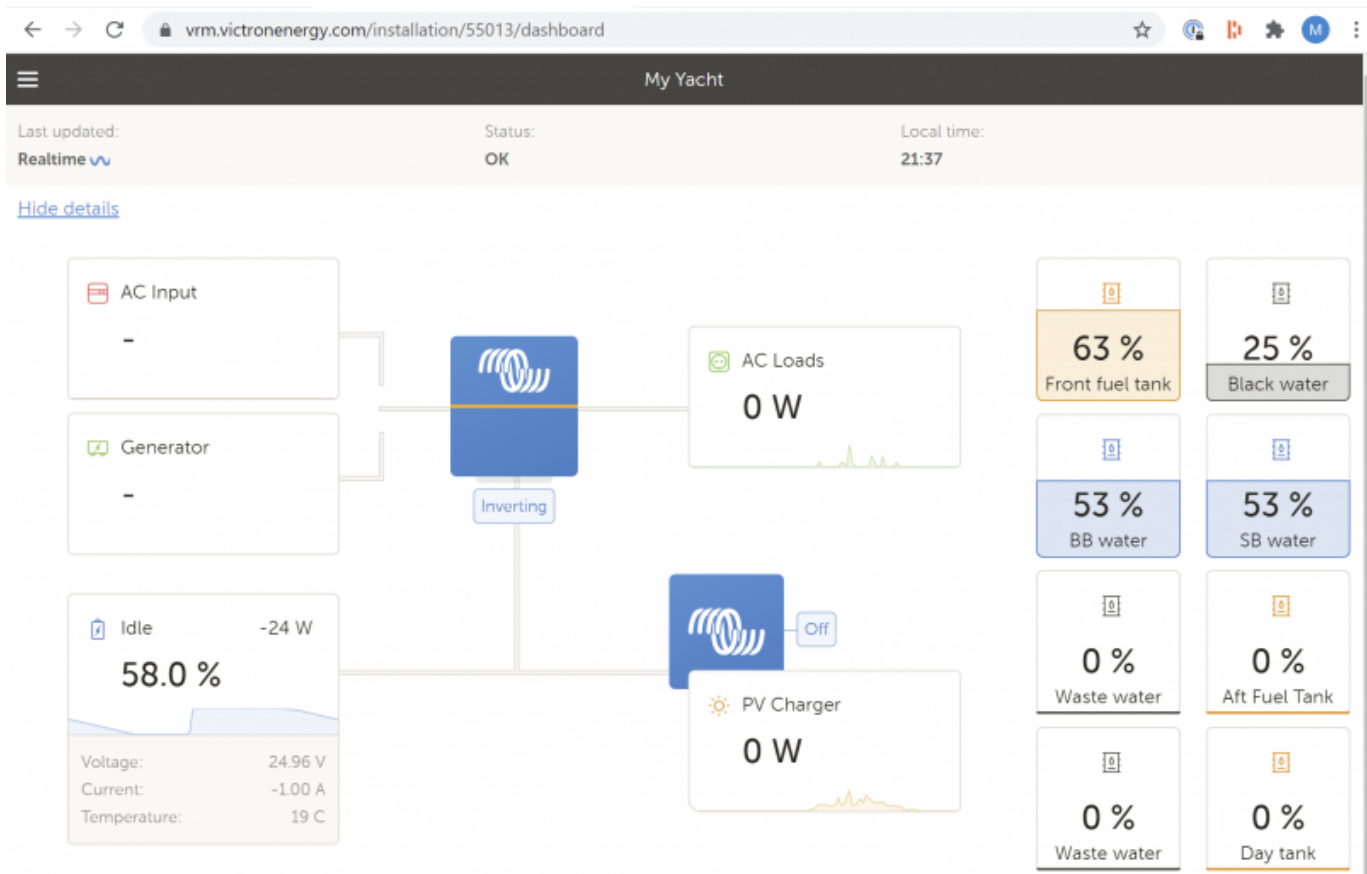 vrm.victronenergy.com/installation/55013/dashboard
M
My Yacht
Last updated:
Realtime
Status:
OK
Local time:
21:37
Hide details
AC Input
-
Generator
-
Inverting
AC Loads
0 W
Idle -24 W
58.0 %
Voltage: 24.96 V
Current: -1.00 A
Temperature: 19 C
Off
PV Charger
0 W
63 %
Front fuel tank
25 %
Black water
53 %
BB water
53 %
SB water
0 %
Waste water
0 %
Aft Fuel Tank
0 %
Waste water
0 %
Day tank